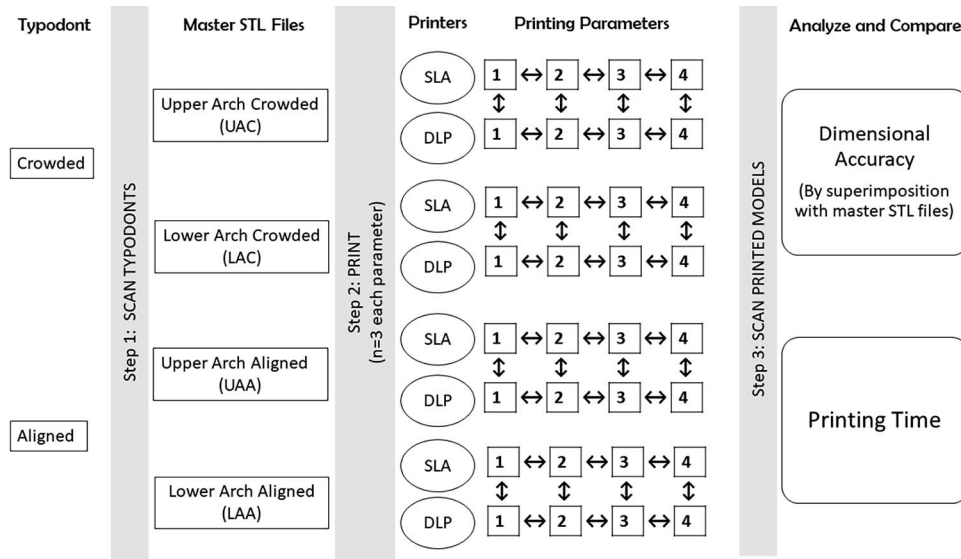 Typodont
Master STL Files
Printers
Printing Parameters
Analyze and Compare
Crowded
Aligned
Step 1: SCAN TYPODONTS
Upper Arch Crowded
(UAC)
Lower Arch Crowded
(LAC)
Upper Arch Aligned
(UAA)
Lower Arch Aligned
(LAA)
Step 2: PRINT
(n=3 each parameter)
SLA 1 ↔ 2 ↔ 3 ↔ 4
↕ ↕ ↕ ↕
DLP 1 ↔ 2 ↔ 3 ↔ 4
SLA 1 ↔ 2 ↔ 3 ↔ 4
↕ ↕ ↕ ↕
DLP 1 ↔ 2 ↔ 3 ↔ 4
SLA 1 ↔ 2 ↔ 3 ↔ 4
↕ ↕ ↕ ↕
DLP 1 ↔ 2 ↔ 3 ↔ 4
SLA 1 ↔ 2 ↔ 3 ↔ 4
↕ ↕ ↕ ↕
DLP 1 ↔ 2 ↔ 3 ↔ 4
Step 3: SCAN PRINTED MODELS
Dimensional
Accuracy
(By superimposition
with master STL files)
Printing Time